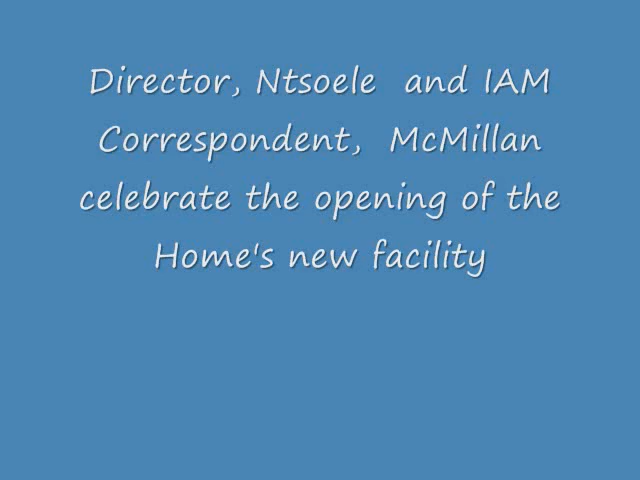 Director, Ntsoele and IAM
Correspondent, McMillan
celebrate the opening of the
Home's new facility